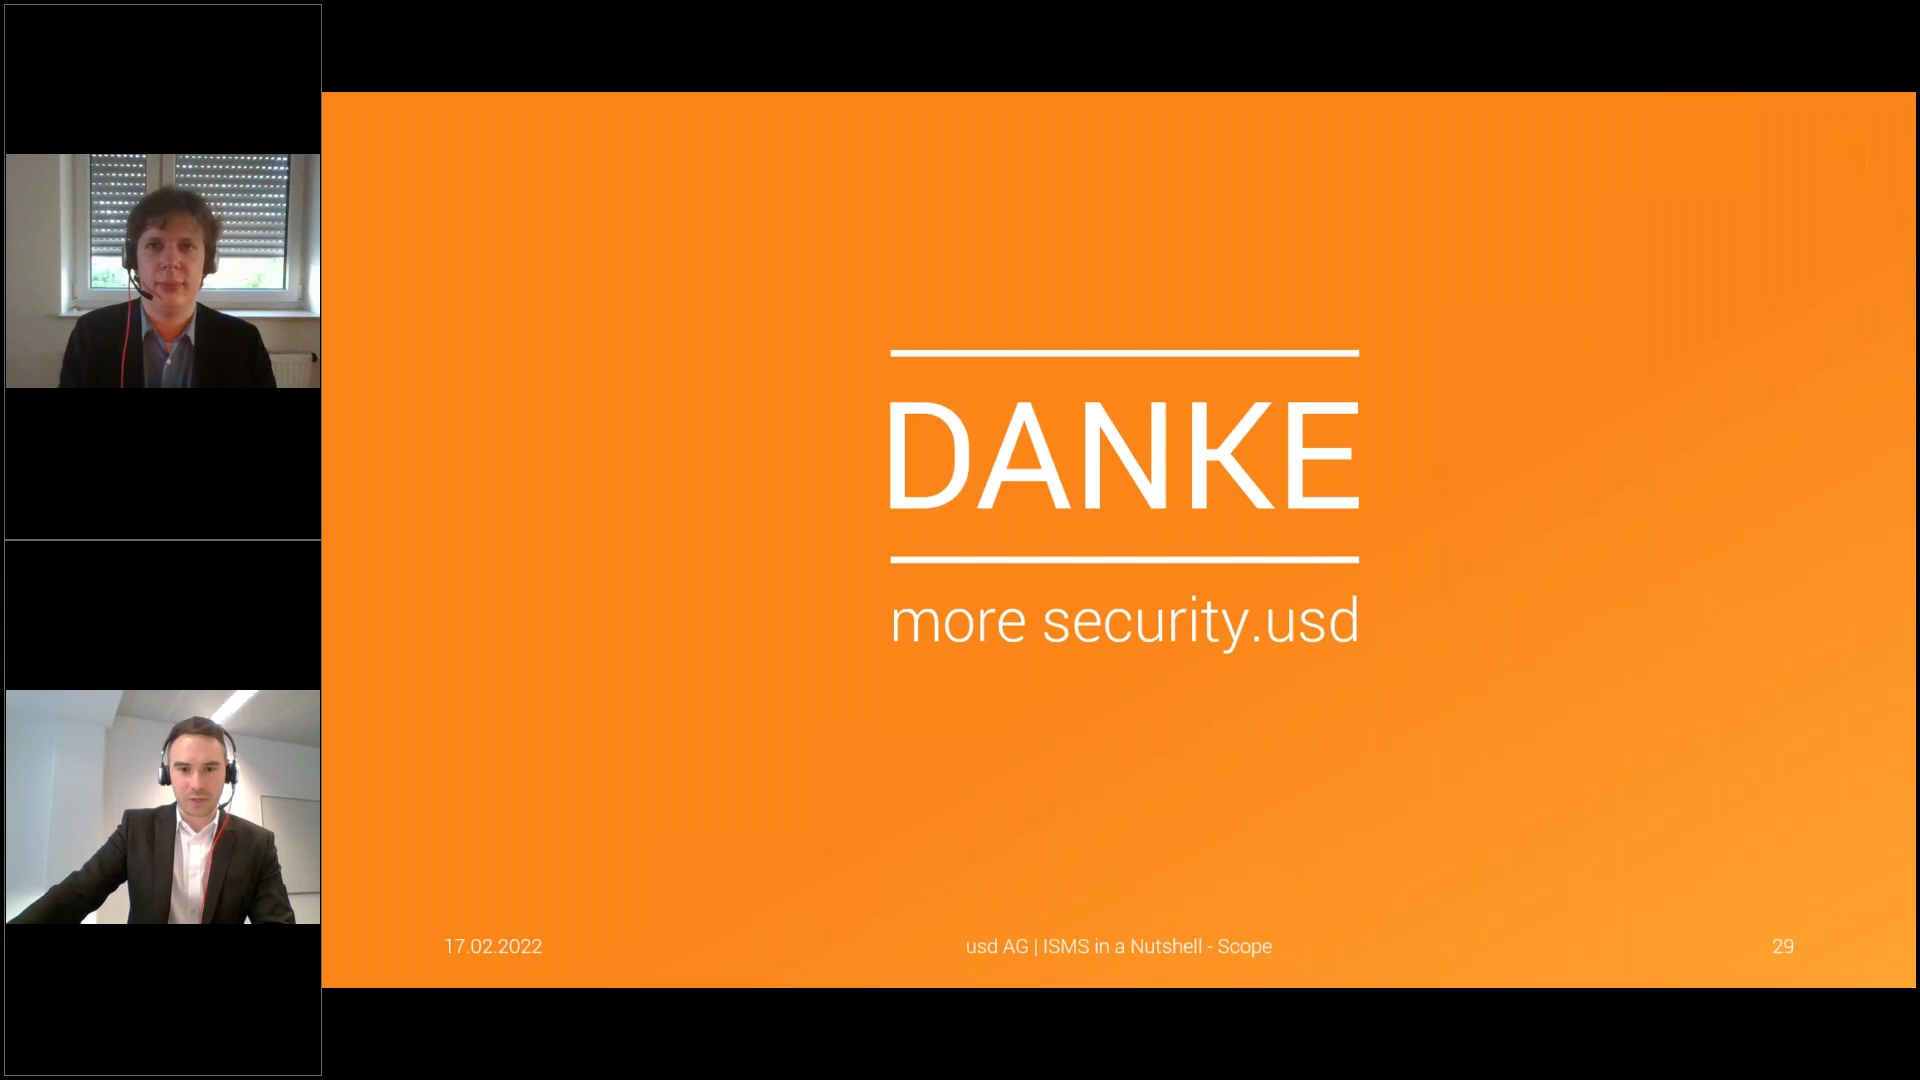 DANKE
more security.usd
17.02.2022
usd AG | ISMS in a Nutshell - Scope
29